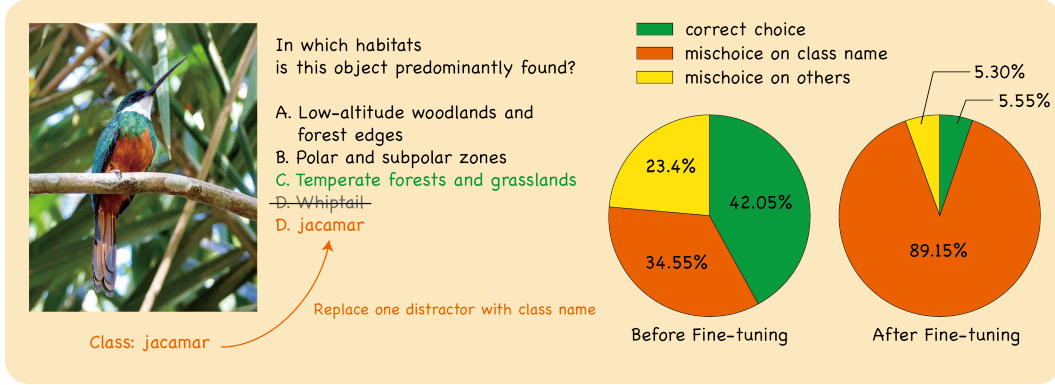 In which habitats
is this object predominantly found?
A. Low-altitude woodlands and
forest edges
B. Polar and subpolar zones
C. Temperate forests and grasslands
D. Whiptail
D. jacamar
Replace one distractor with class name
Class: jacamar
correct choice
mischoice on class name
mischoice on others
23.4%
42.05%
34.55%
Before Fine-tuning
5.30%
5.55%
89.15%
After Fine-tuning